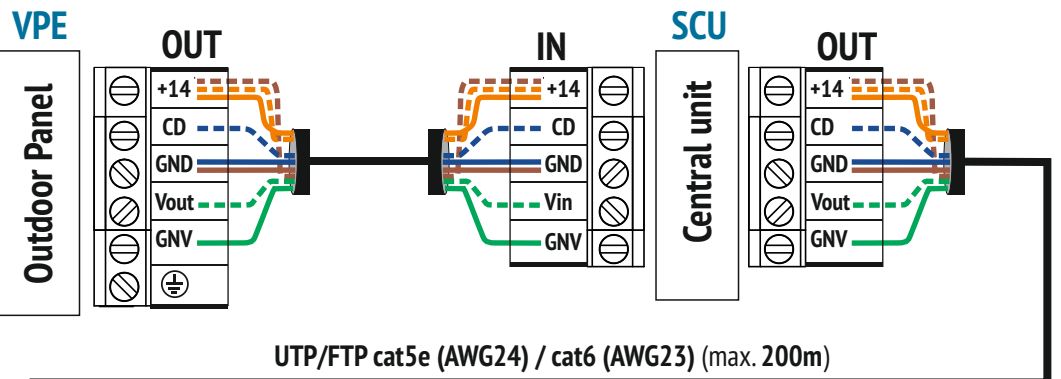 VPE
SCU
OUT
IN
OUT
Outdoor Panel
+14
CD
GND
Vout
GNV
+14
CD
GND
Vin
GNV
Central unit
+14
CD
GND
Vout
GNV
UTP/FTP cat5e (AWG24) / cat6 (AWG23) (max. 200m)